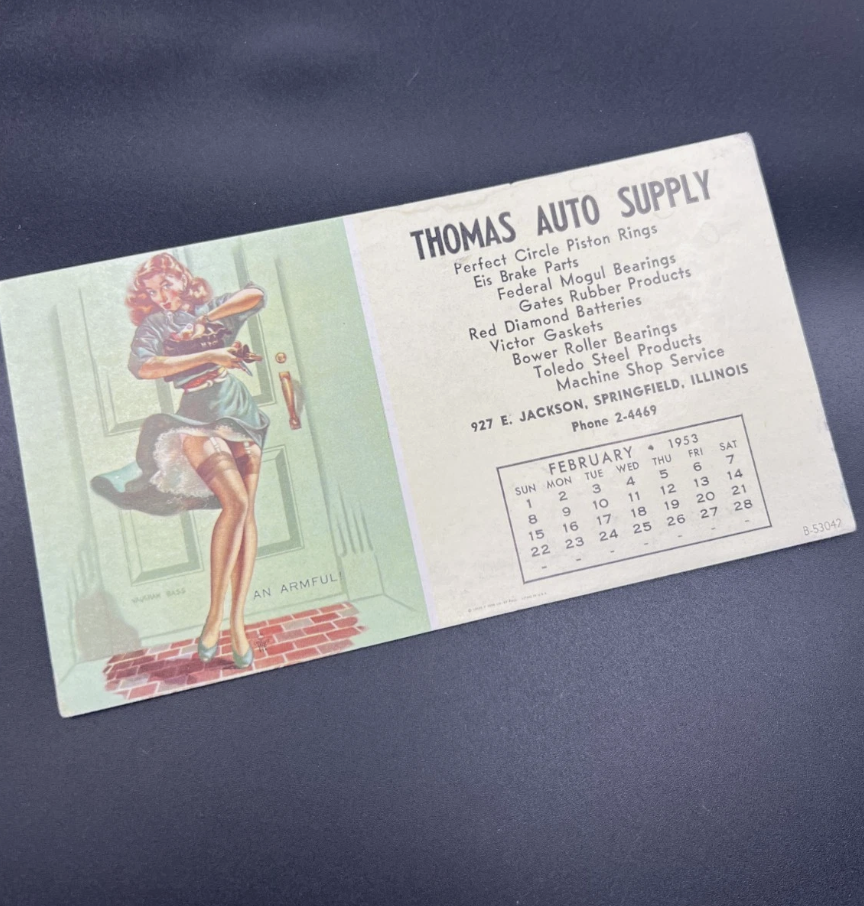 THOMAS AUTO SUPPLY
Perfect Circle Piston Rings
Eis Brake Parts
Federal Mogul Bearings
Gates Rubber Products
Red Diamond Batteries
Victor Gaskets
Bower Roller Bearings
Toledo Steel Products
Machine Shop Service
927 E. JACKSON, SPRINGFIELD, ILLINOIS
Phone 2-4469
FEBRUARY • 1953
SUN MON TUE WED THU FRI SAT
1 2 3 4 5 6 7
8 9 10 11 12 13 14
15 16 17 18 19 20 21
22 23 24 25 26 27 28
- - - - - - -
B-53042
AN ARMFUL!